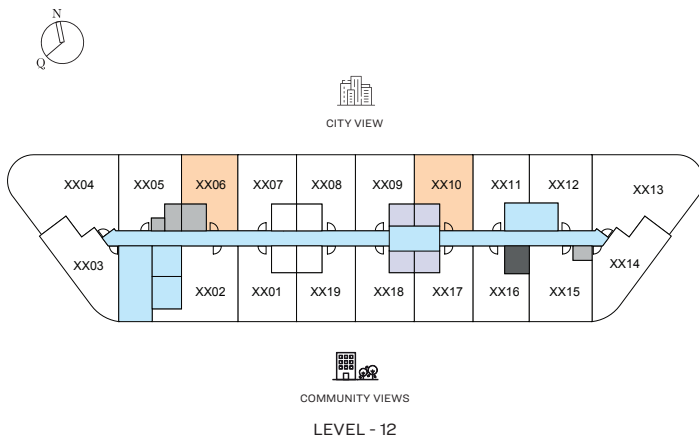 N
Q
CITY VIEW
XX04 XX05 XX06 XX07 XX08 XX09 XX10 XX11 XX12 XX13
XX03 XX14
XX02 XX01 XX19 XX18 XX17 XX16 XX15
COMMUNITY VIEWS
LEVEL - 12